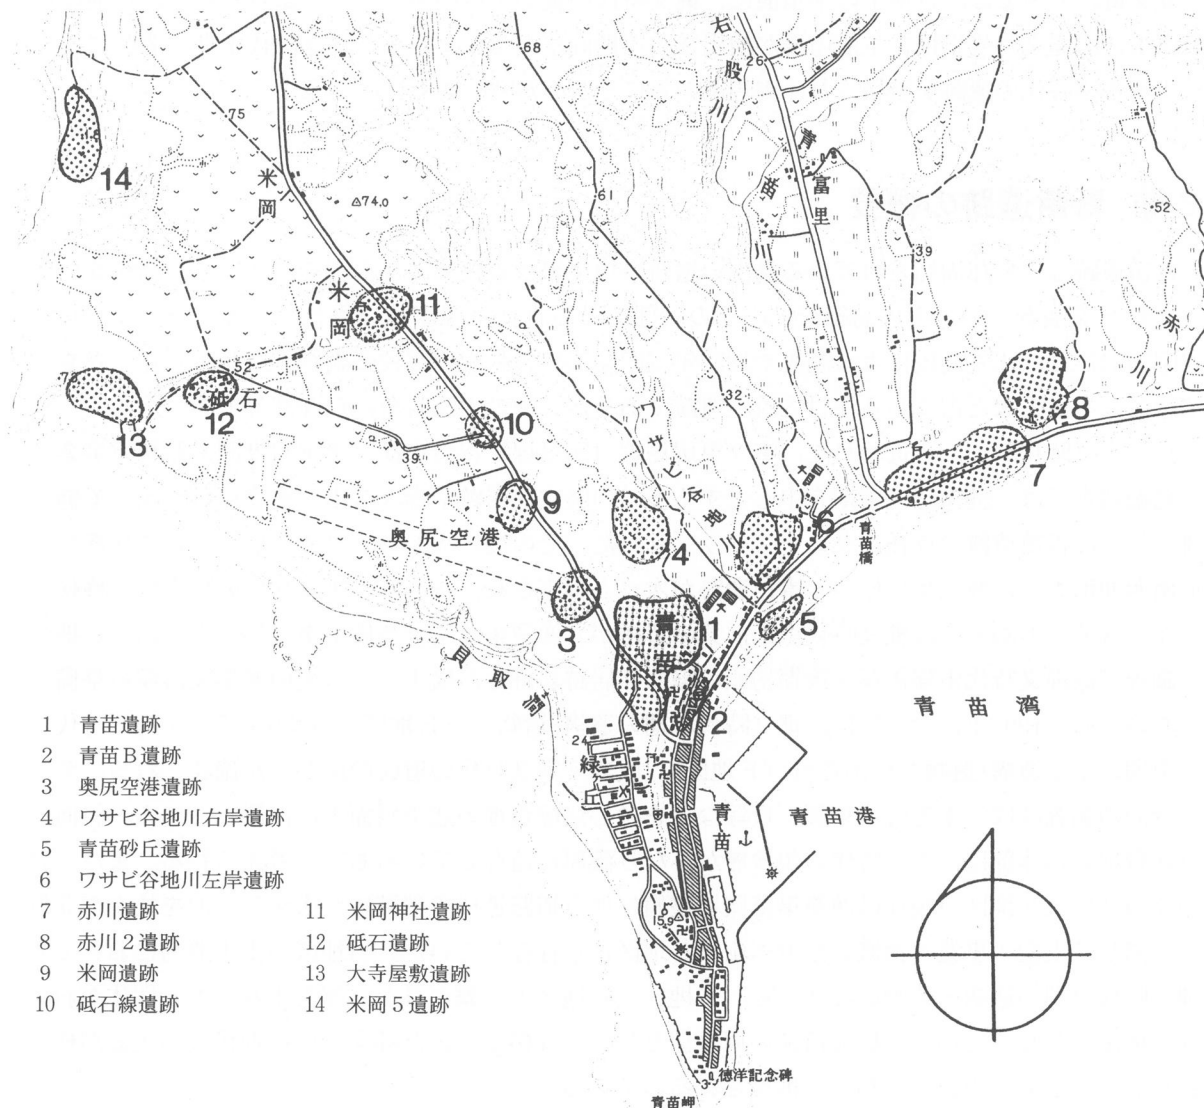 68
右股川
26
75
14
米岡
△74.0
61
青苗川
青富里
52
39
米岡
11
赤川
52
砥石
12
13
10
39
32
ワサビ谷地川
8
7
9
奥尻空港
4
6
青苗橋
3
青苗
1
5
貝取澗
2
青苗湾
24
緑ヶ丘
青苗
青苗港
15.9△
徳洋記念碑
3
青苗岬
1 青苗遺跡
2 青苗B遺跡
3 奥尻空港遺跡
4 ワサビ谷地川右岸遺跡
5 青苗砂丘遺跡
6 ワサビ谷地川左岸遺跡
7 赤川遺跡
8 赤川2遺跡
9 米岡遺跡
10 砥石線遺跡
11 米岡神社遺跡
12 砥石遺跡
13 大寺屋敷遺跡
14 米岡5遺跡